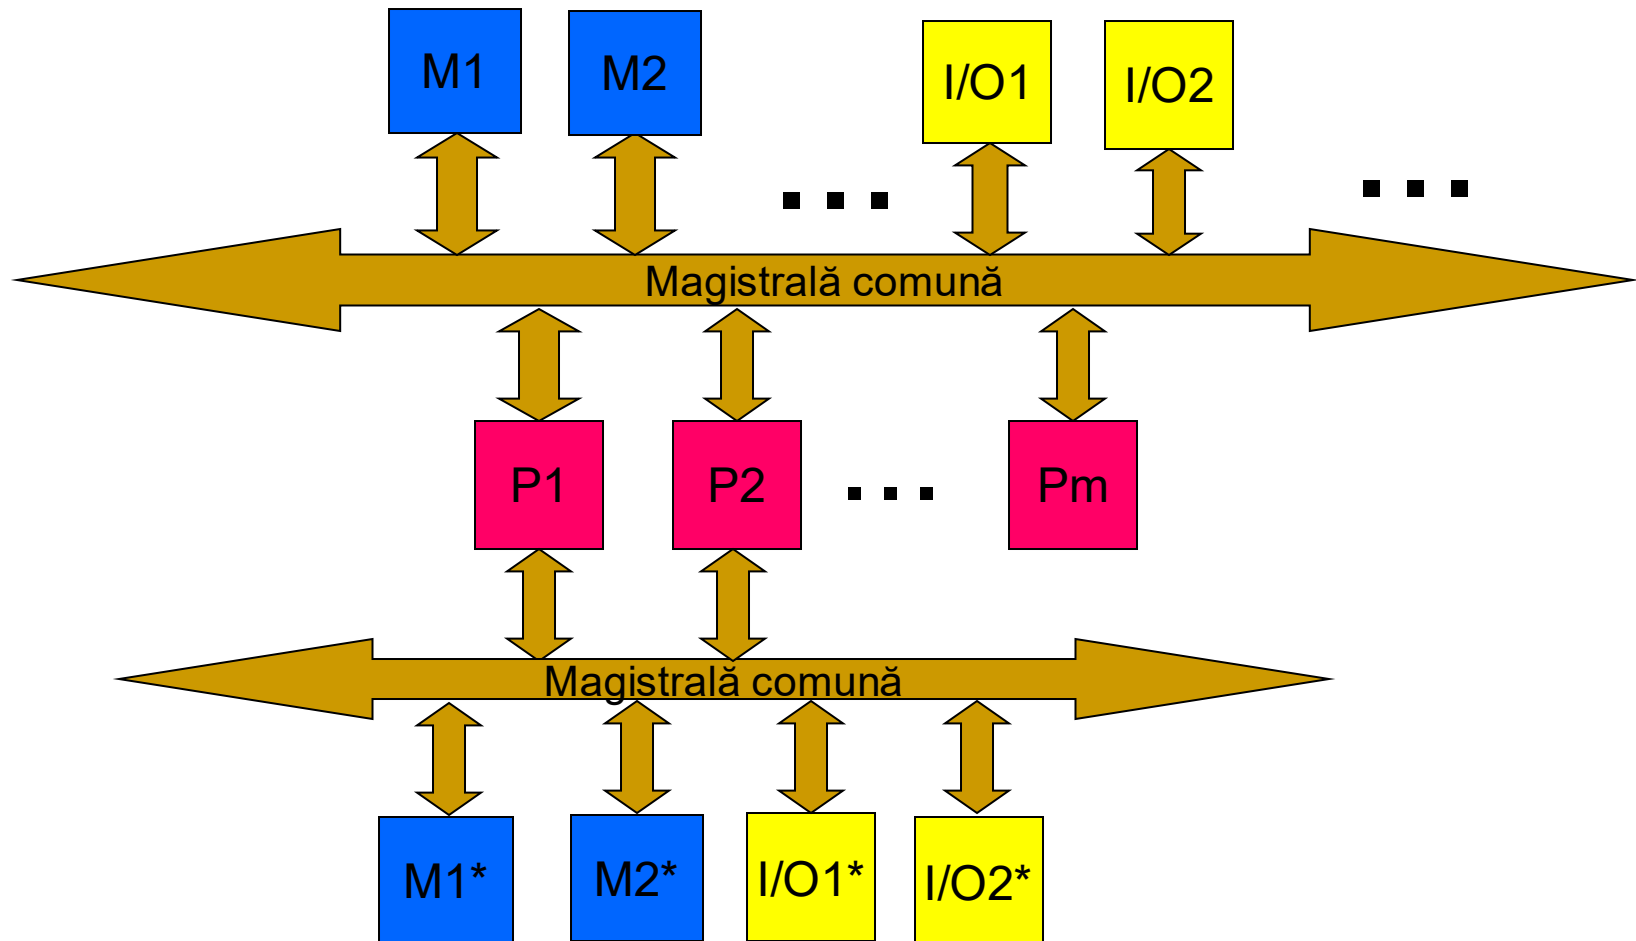 M1
M2
I/O1
I/O2
...
...
Magistrală comună
P1
P2
...
Pm
Magistrală comună
M1*
M2*
I/O1*
I/O2*